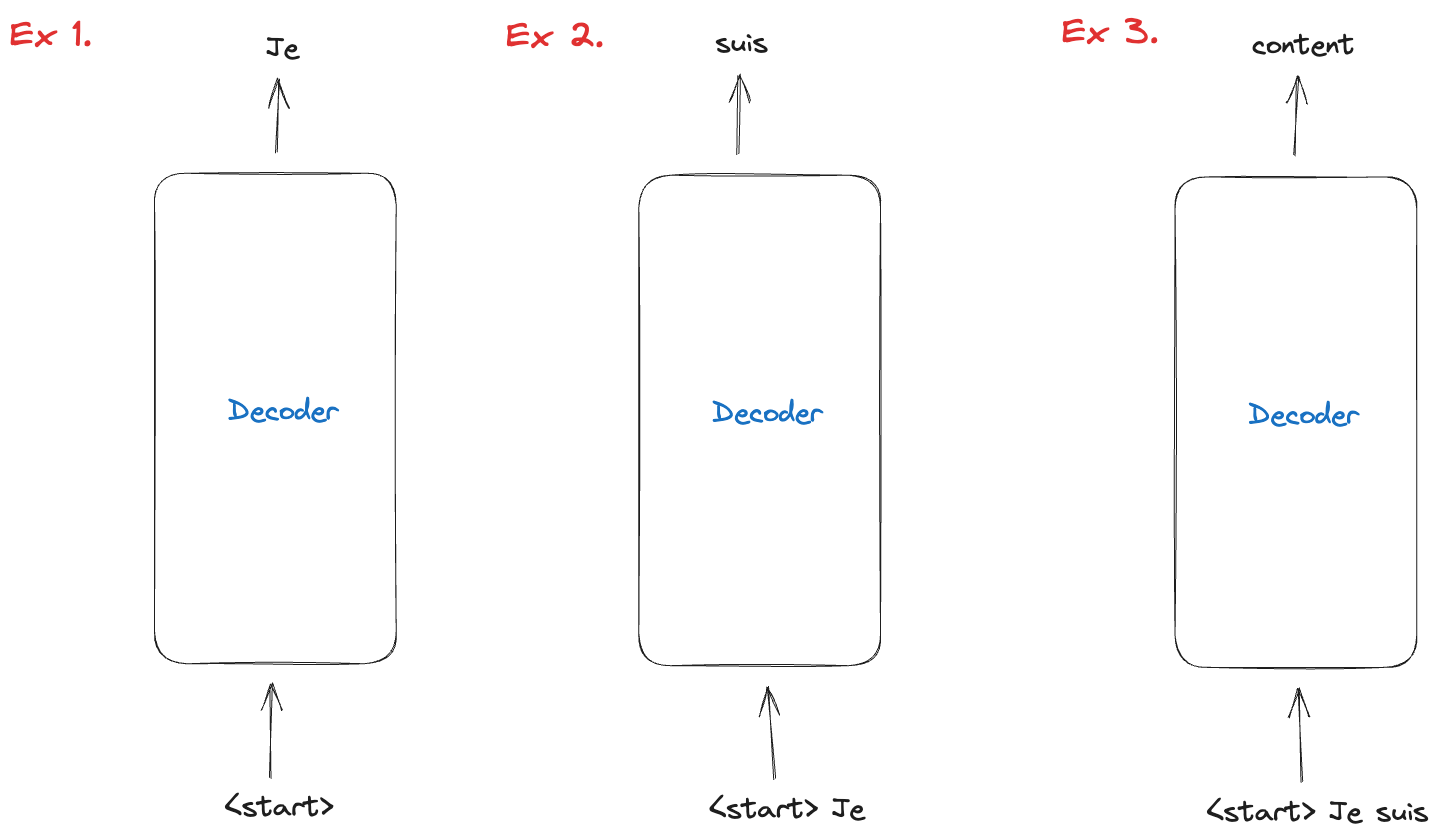 Ex 1.
Je
Decoder
<start>
Ex 2.
suis
Decoder
<start> Je
Ex 3.
content
Decoder
<start> Je suis